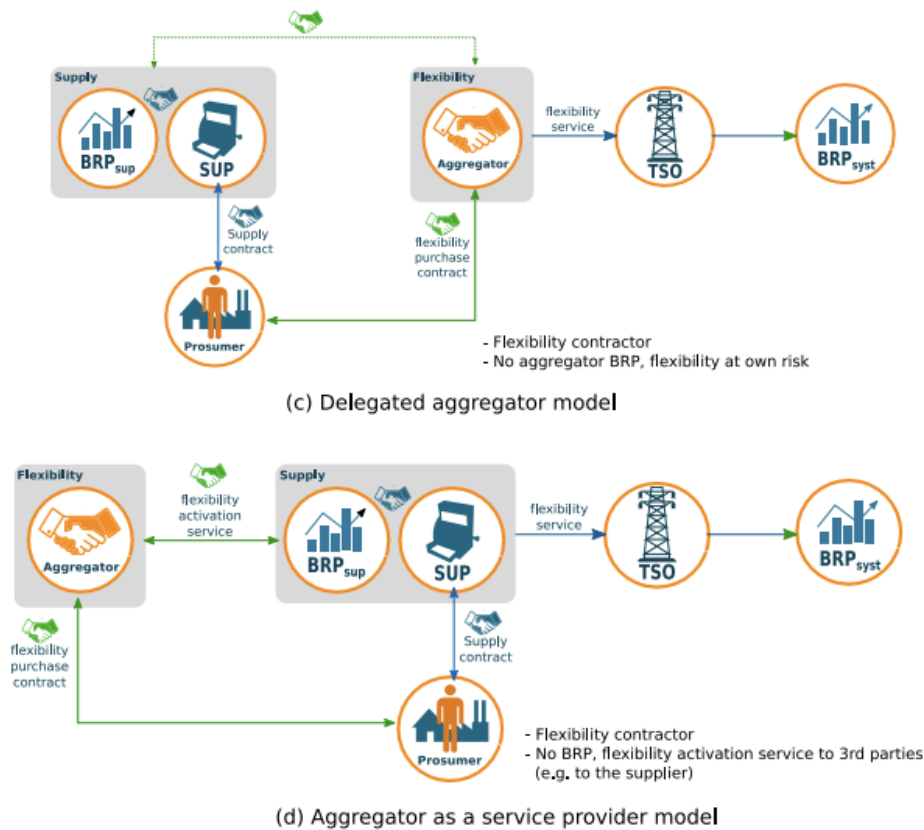 Supply
BRPsup
SUP
Flexibility
Aggregator
flexibility
service
TSO
BRPsyst
Supply
contract
flexibility
purchase
contract
Prosumer
- Flexibility contractor
- No aggregator BRP, flexibility at own risk
(c) Delegated aggregator model
Flexibility
Aggregator
flexibility
activation
service
Supply
BRPsup
SUP
flexibility
service
TSO
BRPsyst
flexibility
purchase
contract
Supply
contract
Prosumer
- Flexibility contractor
- No BRP, flexibility activation service to 3rd parties
(e.g. to the supplier)
(d) Aggregator as a service provider model